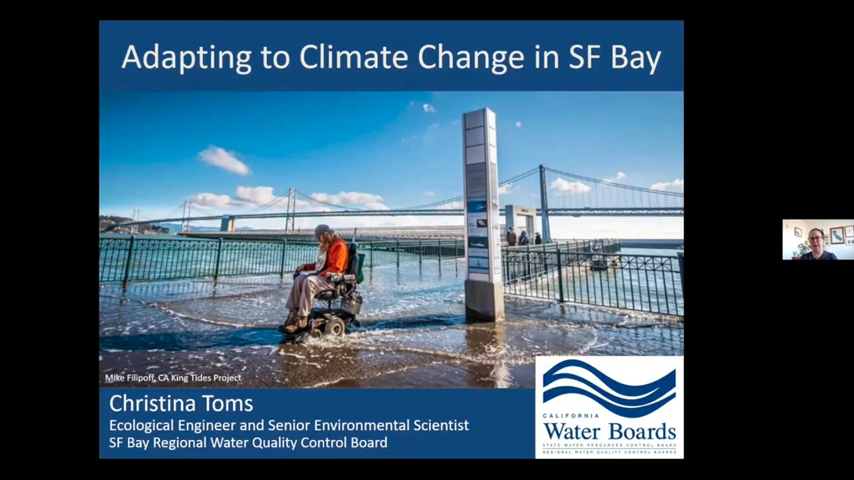 Adapting to Climate Change in SF Bay
Mike Filipoff, CA King Tides Project
Christina Toms
Ecological Engineer and Senior Environmental Scientist
SF Bay Regional Water Quality Control Board
CALIFORNIA
Water Boards
STATE WATER RESOURCES CONTROL BOARD
REGIONAL WATER QUALITY CONTROL BOARDS